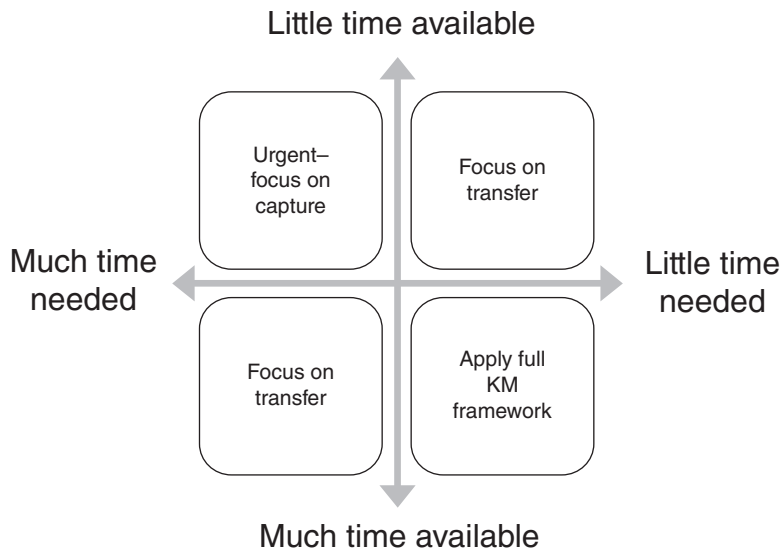 Little time available
Urgent–
focus on
capture
Focus on
transfer
Much time
needed
Little time
needed
Focus on
transfer
Apply full
KM
framework
Much time available